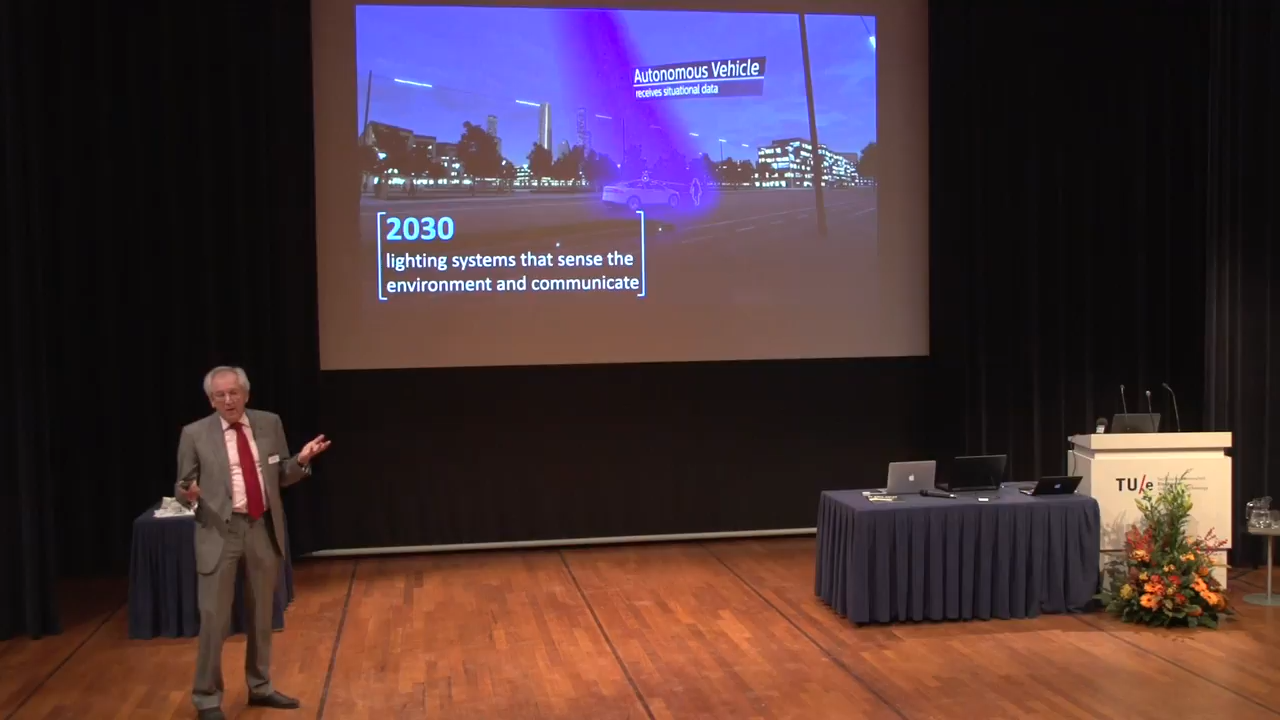 Autonomous Vehicle
receives situational data
2030
lighting systems that sense the
environment and communicate
TU/e